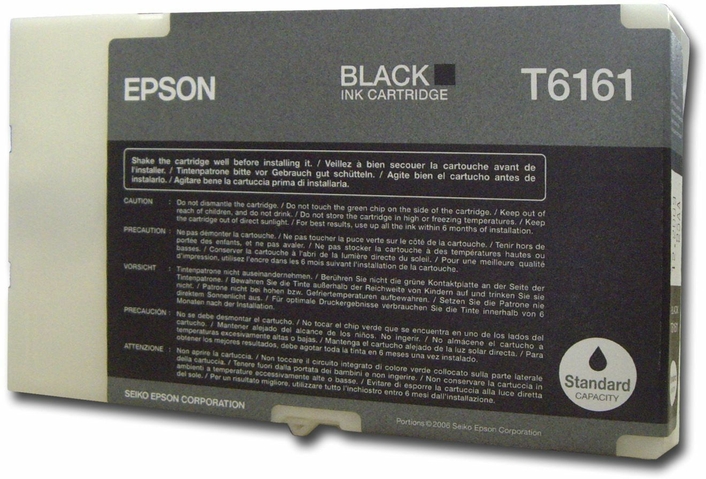 EPSON
BLACK
INK CARTRIDGE
T6161
Shake the cartridge well before installing it. / Veillez à bien secouer la cartouche avant de
l'installer. / Tintenpatrone bitte vor Gebrauch gut schütteln. / Agite bien el cartucho antes de
instalarlo. / Agitare bene la cartuccia prima di installarla.
CAUTION : Do not dismantle the cartridge. / Do not touch the green chip on the side of the cartridge. / Keep out of
reach of children, and do not drink. / Do not store the cartridge in high or freezing temperatures. / Keep
the cartridge out of direct sunlight. / For best results, use up all the ink within 6 months of installation.
PRECAUTION : Ne pas démonter la cartouche. / Ne pas toucher la puce verte sur le côté de la cartouche. / Tenir hors de
portée des enfants, et ne pas avaler. / Ne pas stocker la cartouche à des températures hautes ou
basses. / Conserver la cartouche à l'abri de la lumière directe du soleil. / Pour une meilleure qualité
d'impression, utilisez l'encre dans les 6 mois suivant l'installation de la cartouche.
VORSICHT : Tintenpatrone nicht auseinandernehmen. / Berühren Sie nicht die grüne Kontaktplatte an der Seite der
Tintenpatrone. / Bewahren Sie die Tinte außerhalb der Reichweite von Kindern auf und trinken Sie sie
nicht. / Patrone nicht bei hohen bzw. Gefriertemperaturen aufbewahren. / Setzen Sie die Patrone nie
direktem Sonnenlicht aus. / Für optimale Druckergebnisse verbrauchen Sie die Tinte innerhalb von 6
Monaten nach der Installation.
PRECAUCIÓN : No se debe desmontar el cartucho. / No tocar el chip verde que se encuentra en uno de los lados del
cartucho. / Mantener alejado del alcance de los niños. No ingerir. / No almacene el cartucho a
temperaturas excesivamente altas o bajas. / Mantenga el cartucho alejado de la luz solar directa. / Para
obtener los mejores resultados, debe agotar toda la tinta en 6 meses una vez instalado.
ATTENZIONE : Non aprire la cartuccia. / Non toccare il circuito integrato di colore verde collocato sulla parte laterale
della cartuccia. / Tenere fuori dalla portata dei bambini e non ingerire. / Non conservare la cartuccia in
ambienti a temperature eccessivamente alte o basse. / Evitare di esporre la cartuccia alla luce diretta
del sole. / Per un risultato migliore, utilizzare tutto l'inchiostro entro 6 mesi dall'installazione.
Standard
CAPACITY
SEIKO EPSON CORPORATION
Portions ©2006 Seiko Epson Corporation